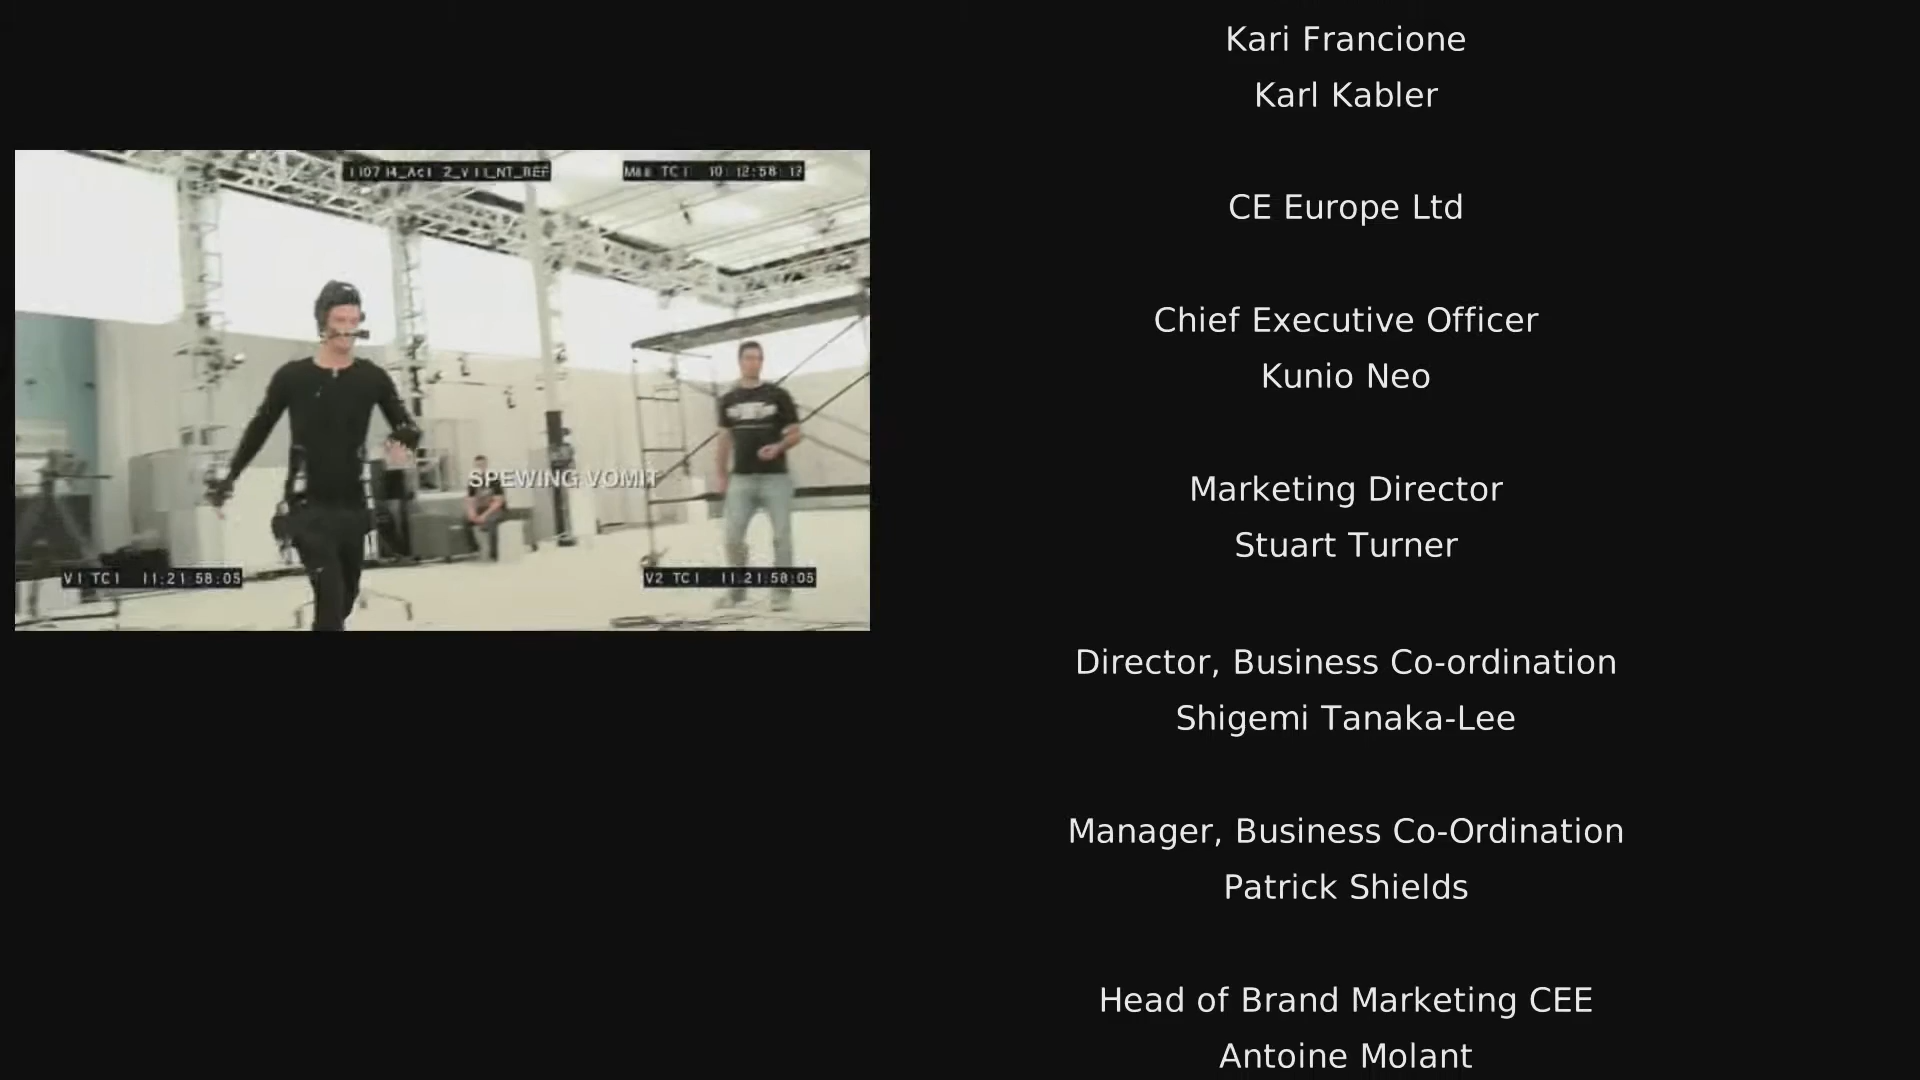 SPEWING VOMIT
V1 TC1 11:21:58:05
V2 TC1 11:21:58:05
Kari Francione
Karl Kabler
CE Europe Ltd
Chief Executive Officer
Kunio Neo
Marketing Director
Stuart Turner
Director, Business Co-ordination
Shigemi Tanaka-Lee
Manager, Business Co-Ordination
Patrick Shields
Head of Brand Marketing CEE
Antoine Molant